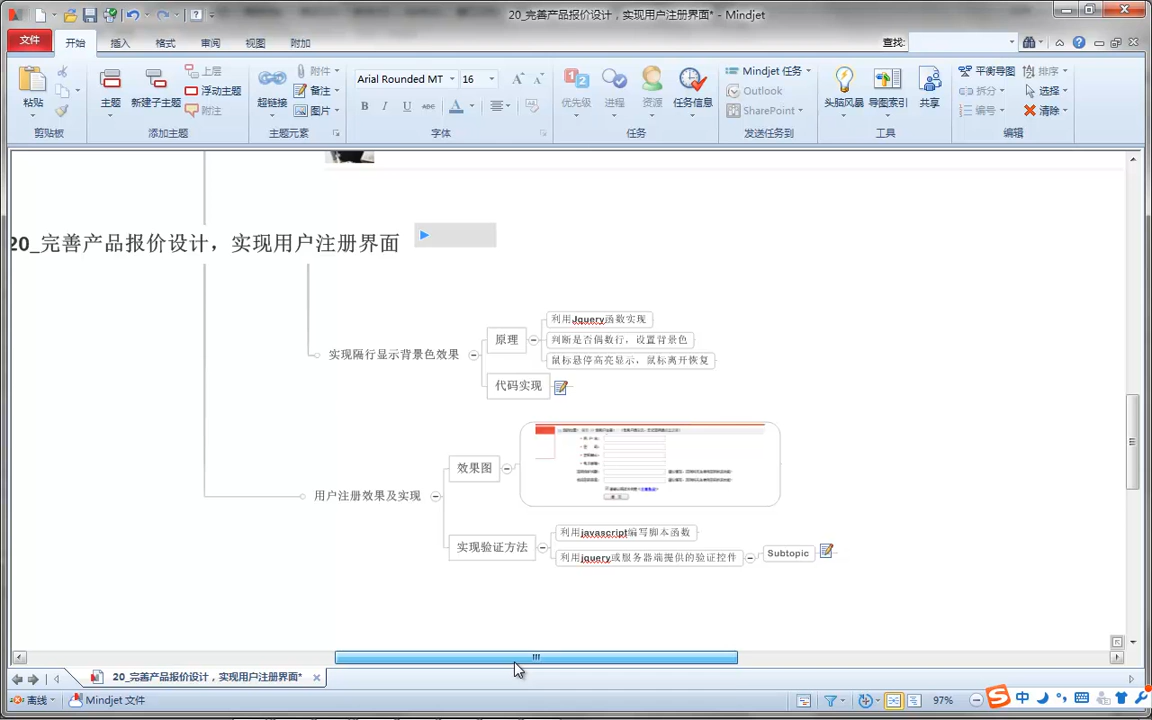 20_完善产品报价设计，实现用户注册界面* - Mindjet
文件
开始
插入
格式
审阅
视图
附加
查找:
粘贴
剪贴板
主题
新建子主题
上层
浮动主题
附注
添加主题
超链接
附件
备注
图片
主题元素
Arial Rounded MT
16
B I U abc A
字体
优先级
进程
资源
任务信息
任务
Mindjet 任务
Outlook
SharePoint
发送任务到
头脑风暴
导图索引
共享
工具
平衡导图
排序
拆分
选择
编号
清除
编辑
20_完善产品报价设计，实现用户注册界面
实现隔行显示背景色效果
原理
利用Jquery函数实现
判断是否偶数行，设置背景色
鼠标悬停高亮显示，鼠标离开恢复
代码实现
用户注册效果及实现
效果图
实现验证方法
利用javascript编写脚本函数
利用jquery或服务器端提供的验证控件
Subtopic
20_完善产品报价设计，实现用户注册界面*
离线
Mindjet 文件
97%
中